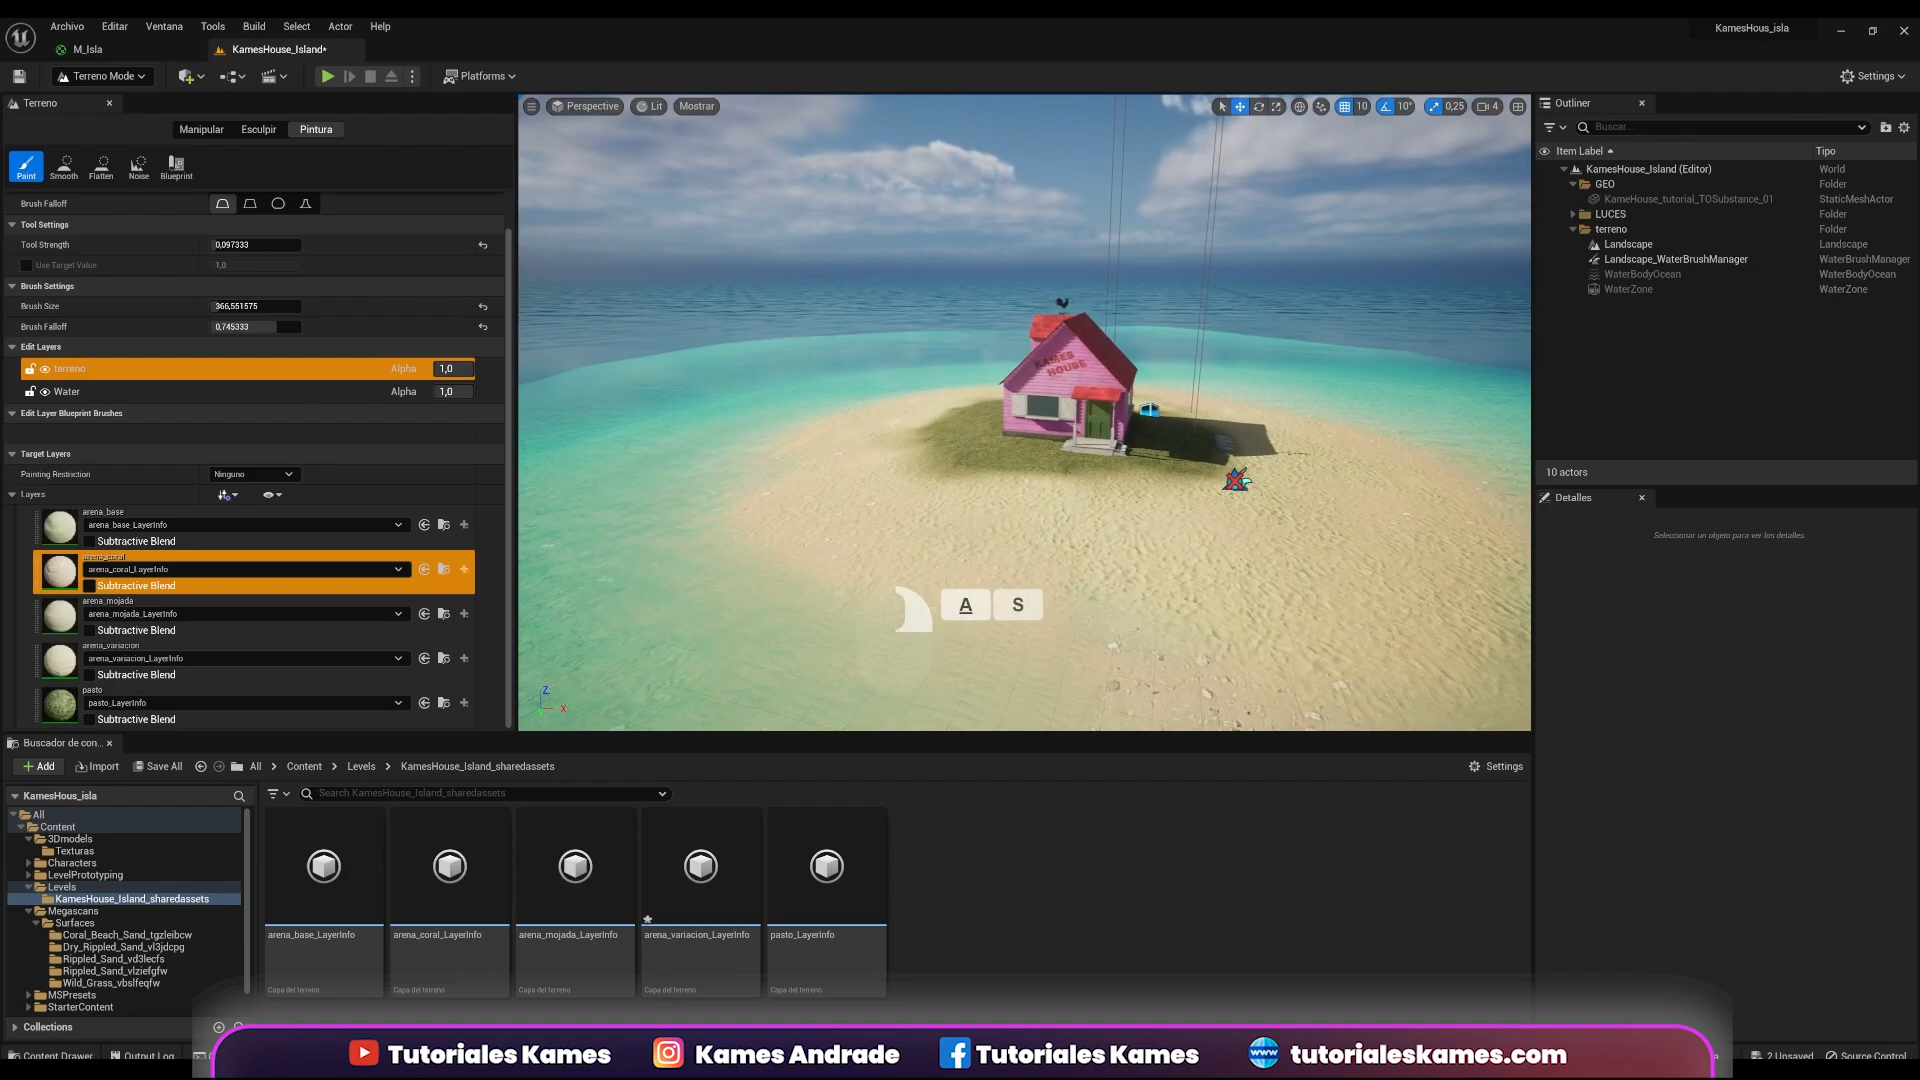 Archivo Editar Ventana Tools Build Select Actor Help
KamesHous_isla
M_Isla
KamesHouse_Island*
Terreno Mode
Platforms
Settings
Terreno
Manipular Esculpir Pintura
Paint Smooth Flatten Noise Blueprint
Brush Falloff
Tool Settings
Tool Strength 0,097333
Use Target Value 1,0
Brush Settings
Brush Size 366,551575
Brush Falloff 0,745333
Edit Layers
terreno Alpha 1,0
Water Alpha 1,0
Edit Layer Blueprint Brushes
Target Layers
Painting Restriction Ninguno
Layers
arena_base
arena_base_LayerInfo
Subtractive Blend
arena_coral
arena_coral_LayerInfo
Subtractive Blend
arena_mojada
arena_mojada_LayerInfo
Subtractive Blend
arena_variacion
arena_variacion_LayerInfo
Subtractive Blend
pasto
pasto_LayerInfo
Subtractive Blend
Perspective Lit Mostrar
10 10° 0,25 4
KAMES
HOUSE
A S
Z
X
Outliner
Buscar...
Item Label Tipo
KamesHouse_Island (Editor) World
GEO Folder
KameHouse_tutorial_TOSubstance_01 StaticMeshActor
LUCES Folder
terreno Folder
Landscape Landscape
Landscape_WaterBrushManager WaterBrushManager
WaterBodyOcean WaterBodyOcean
WaterZone WaterZone
10 actors
Detalles
Seleccionar un objeto para ver los detalles
Buscador de con...
Add Import Save All All Content Levels KamesHouse_Island_sharedassets
Settings
KamesHous_isla
Search KamesHouse_Island_sharedassets
All
Content
3Dmodels
Texturas
Characters
LevelPrototyping
Levels
KamesHouse_Island_sharedassets
Megascans
Surfaces
Coral_Beach_Sand_tgzleibcw
Dry_Rippled_Sand_vl3jdcpg
Rippled_Sand_vd3lecfs
Rippled_Sand_vlziefgfw
Wild_Grass_vbslfeqfw
MSPresets
StarterContent
Collections
arena_base_LayerInfo arena_coral_LayerInfo arena_mojada_LayerInfo arena_variacion_LayerInfo pasto_LayerInfo
Capa del terreno Capa del terreno Capa del terreno Capa del terreno Capa del terreno
Content Drawer Output Log
2 Unsaved Source Control
Tutoriales Kames Kames Andrade Tutoriales Kames www tutorialeskames.com